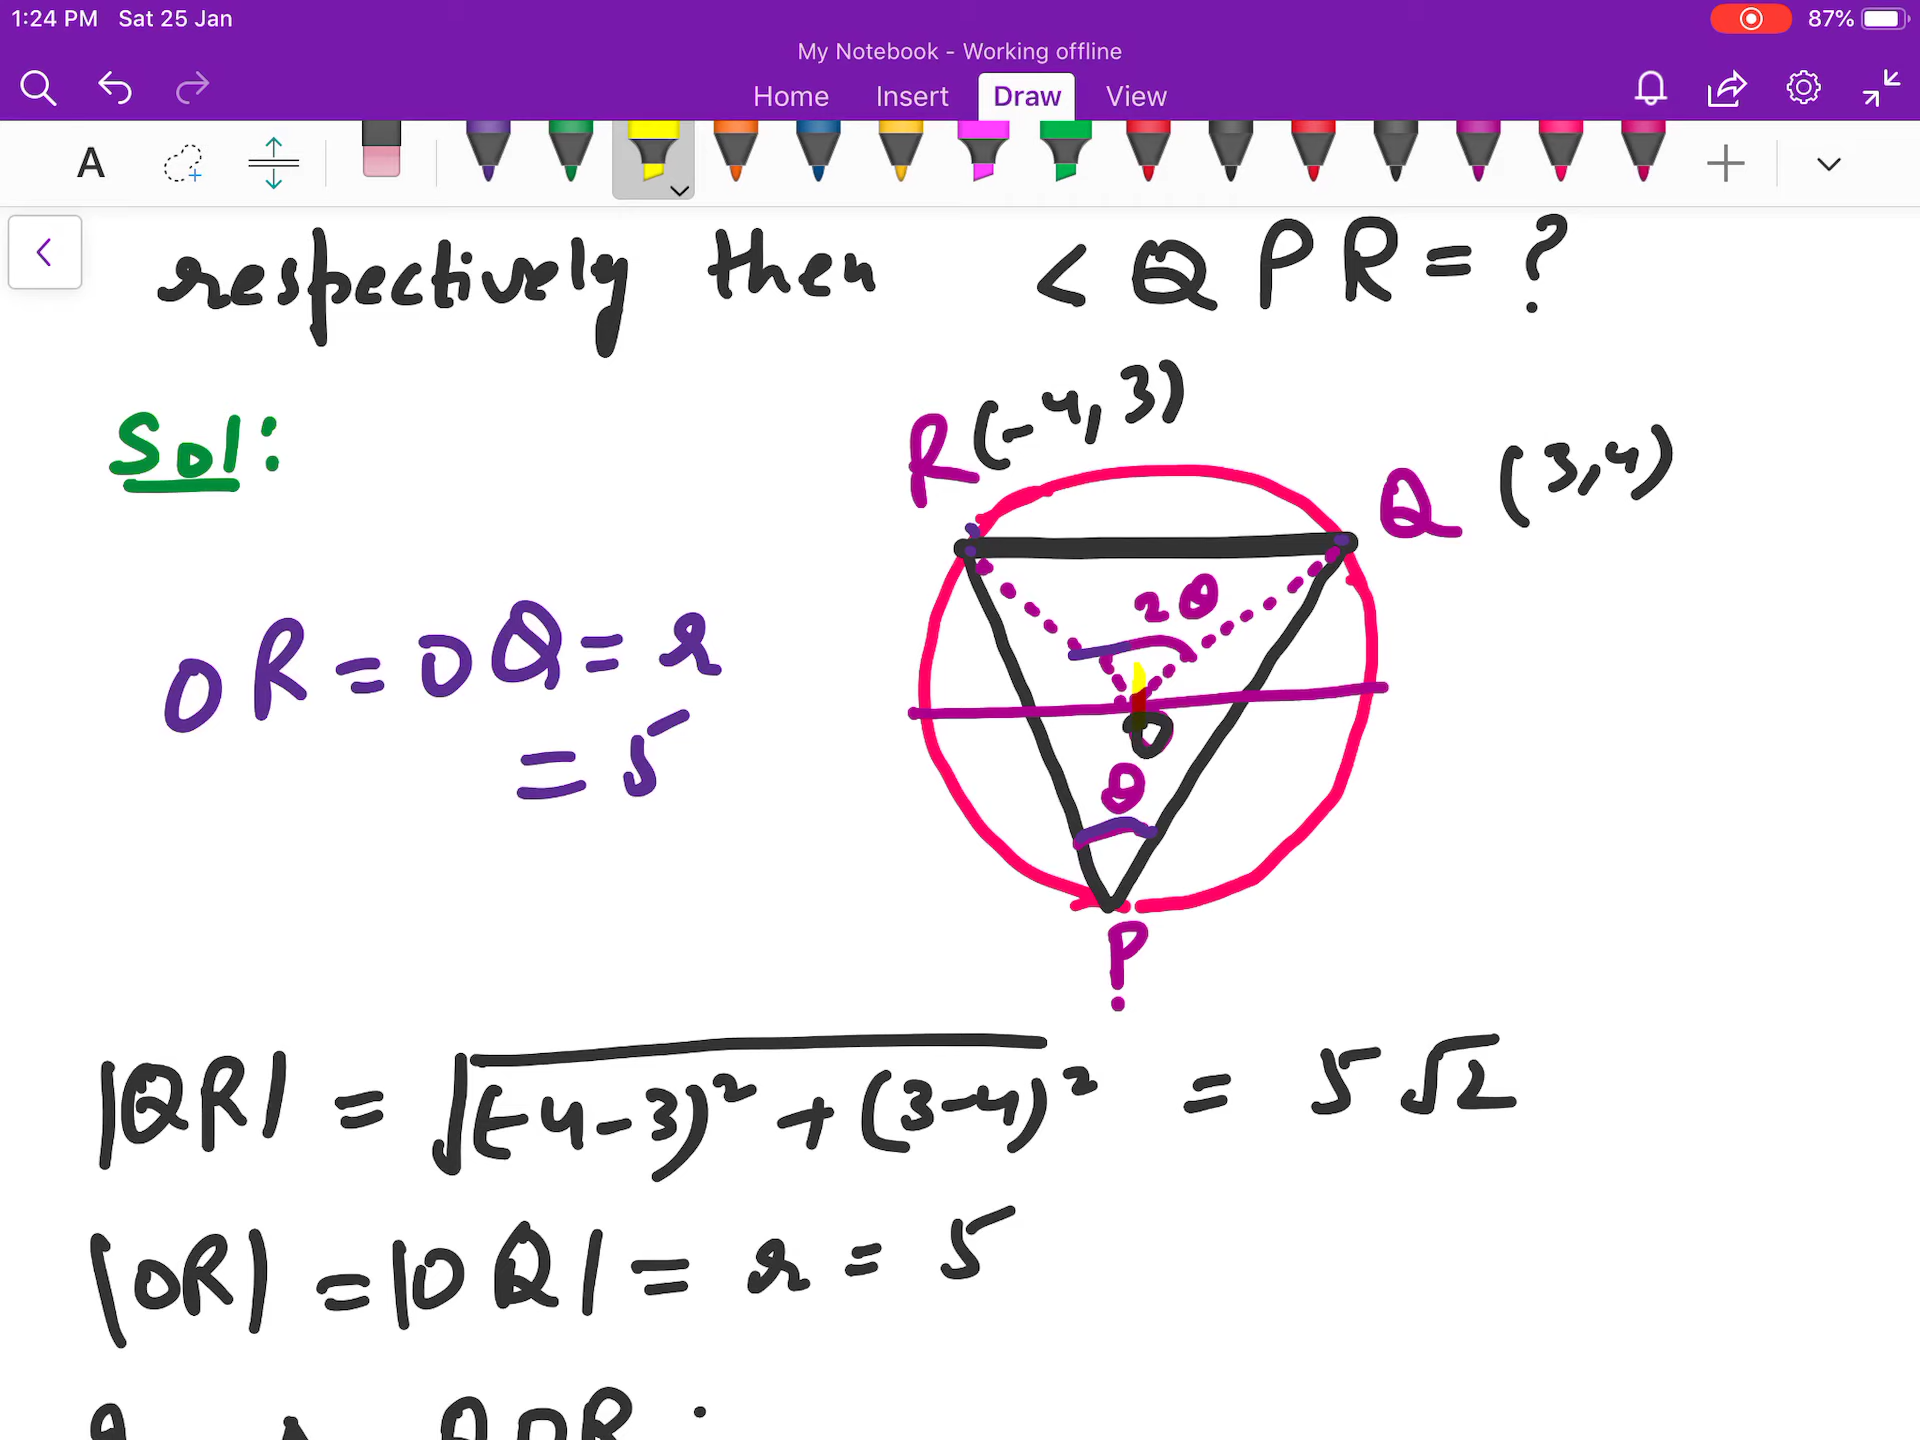 1:24 PM Sat 25 Jan
87%
My Notebook - Working offline
Home Insert Draw View
A
respectively then < Q P R = ?
Sol:
R (-4, 3)
Q (3,4)
2θ
OR = OQ = r
= 5
O
θ
P
|QR| = √(-4-3)² + (3-4)² = 5√2
|OR| = |OQ| = r = 5